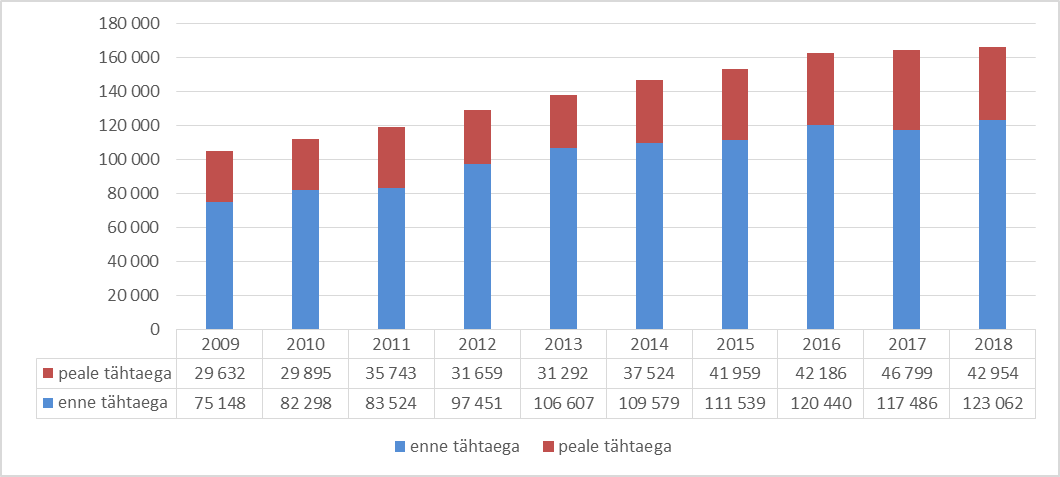 180 000
160 000
140 000
120 000
100 000
80 000
60 000
40 000
20 000
0
2009 2010 2011 2012 2013 2014 2015 2016 2017 2018
peale tähtaega 29 632 29 895 35 743 31 659 31 292 37 524 41 959 42 186 46 799 42 954
enne tähtaega 75 148 82 298 83 524 97 451 106 607 109 579 111 539 120 440 117 486 123 062
enne tähtaega peale tähtaega